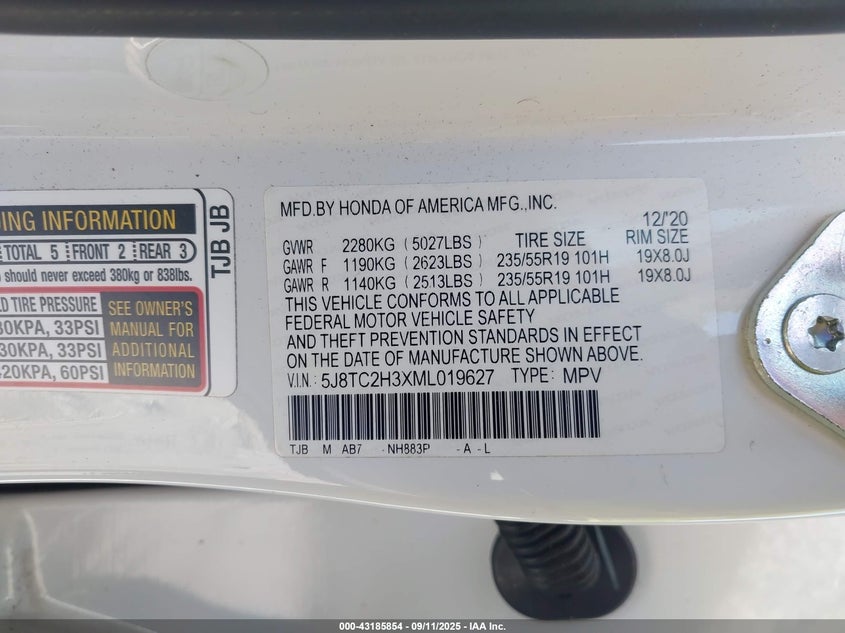 ING INFORMATION
TOTAL 5 FRONT 2 REAR 3
should never exceed 380kg or 838lbs.
TIRE PRESSURE
KPA, 33PSI
30KPA, 33PSI
420KPA, 60PSI
SEE OWNER'S
MANUAL FOR
ADDITIONAL
INFORMATION
TJB JB
MFD.BY HONDA OF AMERICA MFG.,INC.
12/'20
GVWR 2280KG (5027LBS) TIRE SIZE RIM SIZE
GAWR F 1190KG (2623LBS) 235/55R19 101H 19X8.0J
GAWR R 1140KG (2513LBS) 235/55R19 101H 19X8.0J
THIS VEHICLE CONFORMS TO ALL APPLICABLE
FEDERAL MOTOR VEHICLE SAFETY
AND THEFT PREVENTION STANDARDS IN EFFECT
ON THE DATE OF MANUFACTURE SHOWN ABOVE.
V.I.N.: 5J8TC2H3XML019627 TYPE: MPV
TJB M AB7 -NH883P -A-L
000-43185854 - 09/11/2025 - IAA Inc.